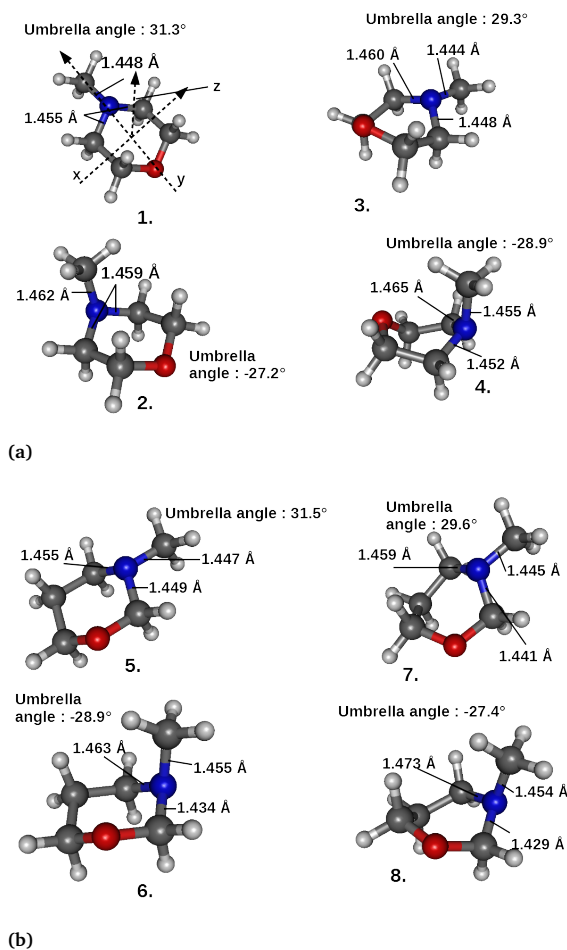 Umbrella angle : 31.3°
1.448 Å
z
1.455 Å
x
y
1.
Umbrella angle : 29.3°
1.460 Å
1.444 Å
1.448 Å
3.
1.459 Å
1.462 Å
Umbrella
angle : -27.2°
2.
Umbrella angle : -28.9°
1.465 Å
1.455 Å
1.452 Å
4.
(a)
Umbrella angle : 31.5°
1.455 Å
1.447 Å
1.449 Å
5.
Umbrella
angle : 29.6°
1.459 Å
1.445 Å
1.441 Å
7.
Umbrella
angle : -28.9°
1.463 Å
1.455 Å
1.434 Å
6.
Umbrella angle : -27.4°
1.473 Å
1.454 Å
1.429 Å
8.
(b)